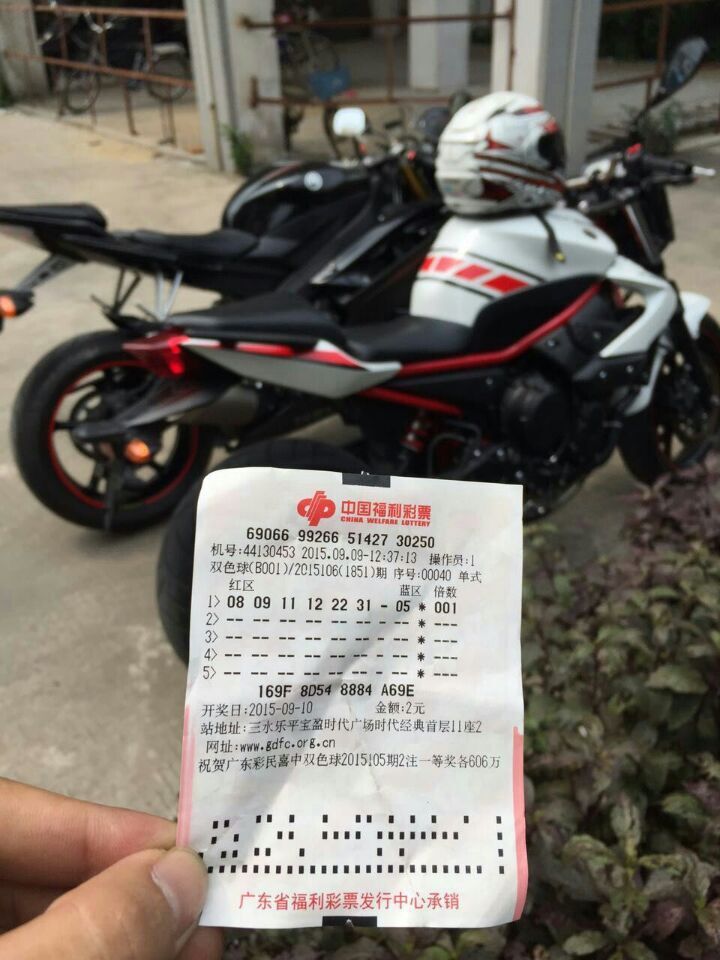 中国福利彩票
CHINA WELFARE LOTTERY
69066 99266 51427 30250
机号:44130453 2015.09.09-12:37:13 操作员:1
双色球(B001)/2015106(1851)期 序号:00040 单式
红区 蓝区 倍数
1> 08 09 11 12 22 31 - 05 * 001
2> -- -- -- -- -- -- - -- * ---
3> -- -- -- -- -- -- - -- * ---
4> -- -- -- -- -- -- - -- * ---
5> -- -- -- -- -- -- - -- * ---
169F 8D54 8884 A69E
开奖日:2015-09-10 金额:2元
站地址:三水乐平宝盈时代广场时代经典首层11座2
网址:www.gdfc.org.cn
祝贺广东彩民喜中双色球2015105期2注一等奖各606万
广东省福利彩票发行中心承销